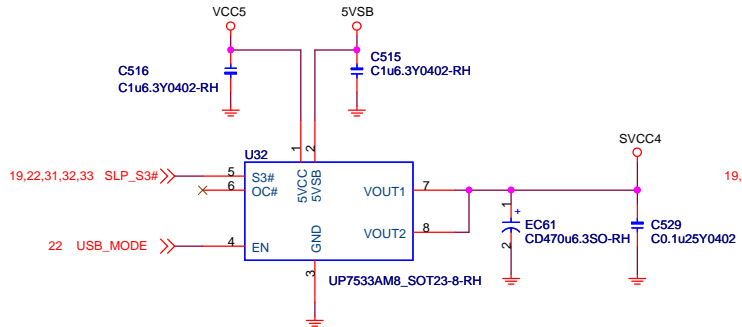 VCC5
5VSB
C516
C1u6.3Y0402-RH
C515
C1u6.3Y0402-RH
U32
1
2
SVCC4
19,22,31,32,33 SLP_S3#
5
S3#
5VCC
5VSB
VOUT1
7
19,
6
OC#
1
+
EC61
CD470u6.3SO-RH
C529
C0.1u25Y0402
VOUT2
8
2
22 USB_MODE
4
EN
GND
3
UP7533AM8_SOT23-8-RH